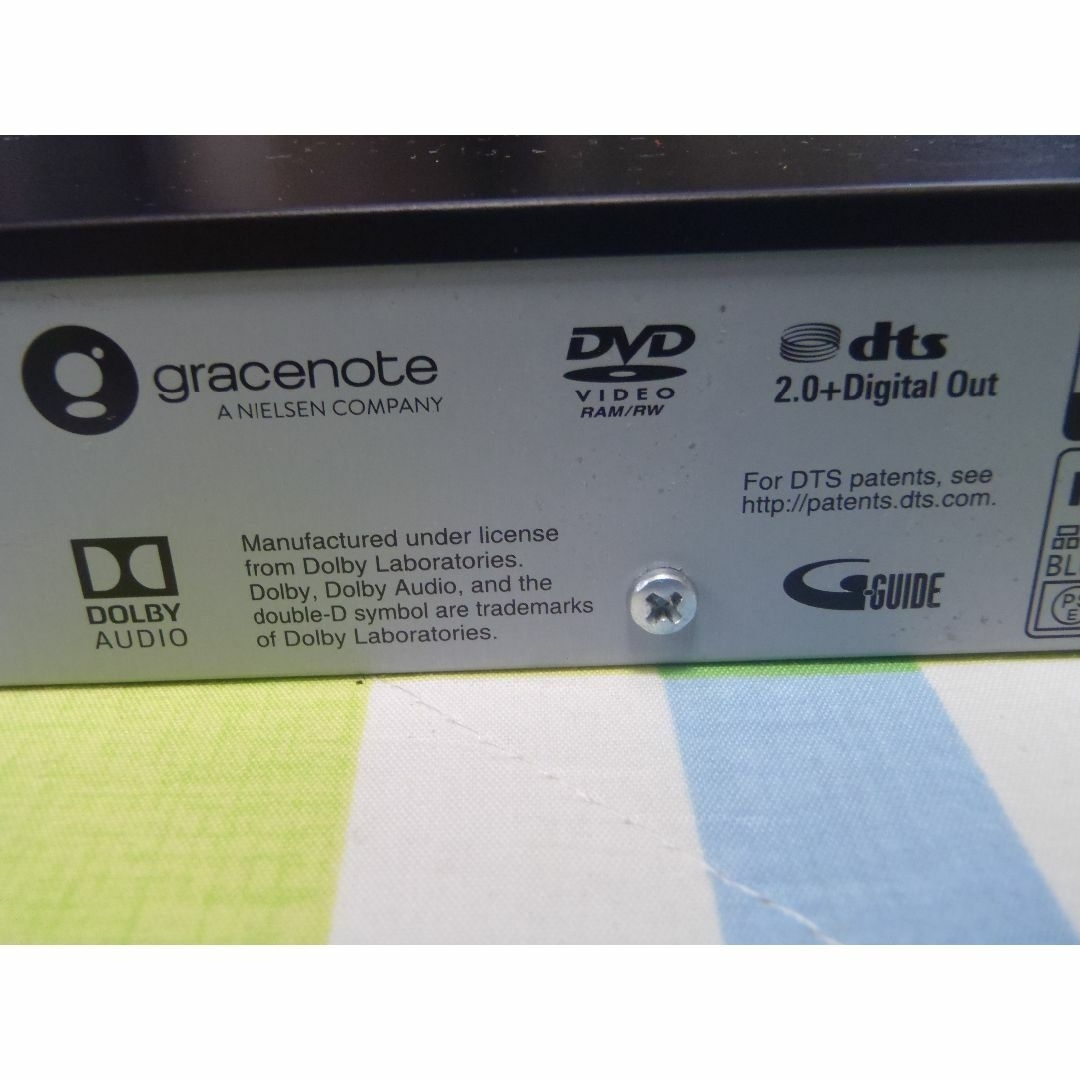 gracenote
A NIELSEN COMPANY
DVD
VIDEO
RAM/RW
dts
2.0+Digital Out
For DTS patents, see
http://patents.dts.com.
DOLBY
AUDIO
Manufactured under license
from Dolby Laboratories.
Dolby, Dolby Audio, and the
double-D symbol are trademarks
of Dolby Laboratories.
G-GUIDE